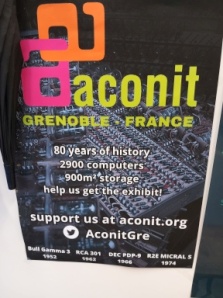 aconit
GRENOBLE - FRANCE
80 years of history
2900 computers
900m² storage
help us get the exhibit!
support us at aconit.org
AconitGre
Bull Gamma 3 RCA 301 DEC PDP-9 R2E MICRAL S
1952 1962 1966 1974